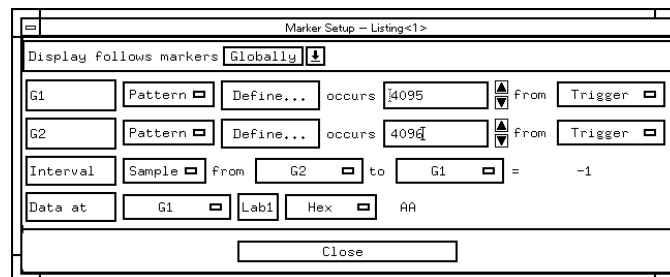 Marker Setup — Listing<1>
Display follows markers Globally
G1 Pattern Define... occurs 4095 from Trigger
G2 Pattern Define... occurs 4096 from Trigger
Interval Sample from G2 to G1 = -1
Data at G1 Lab1 Hex AA
Close